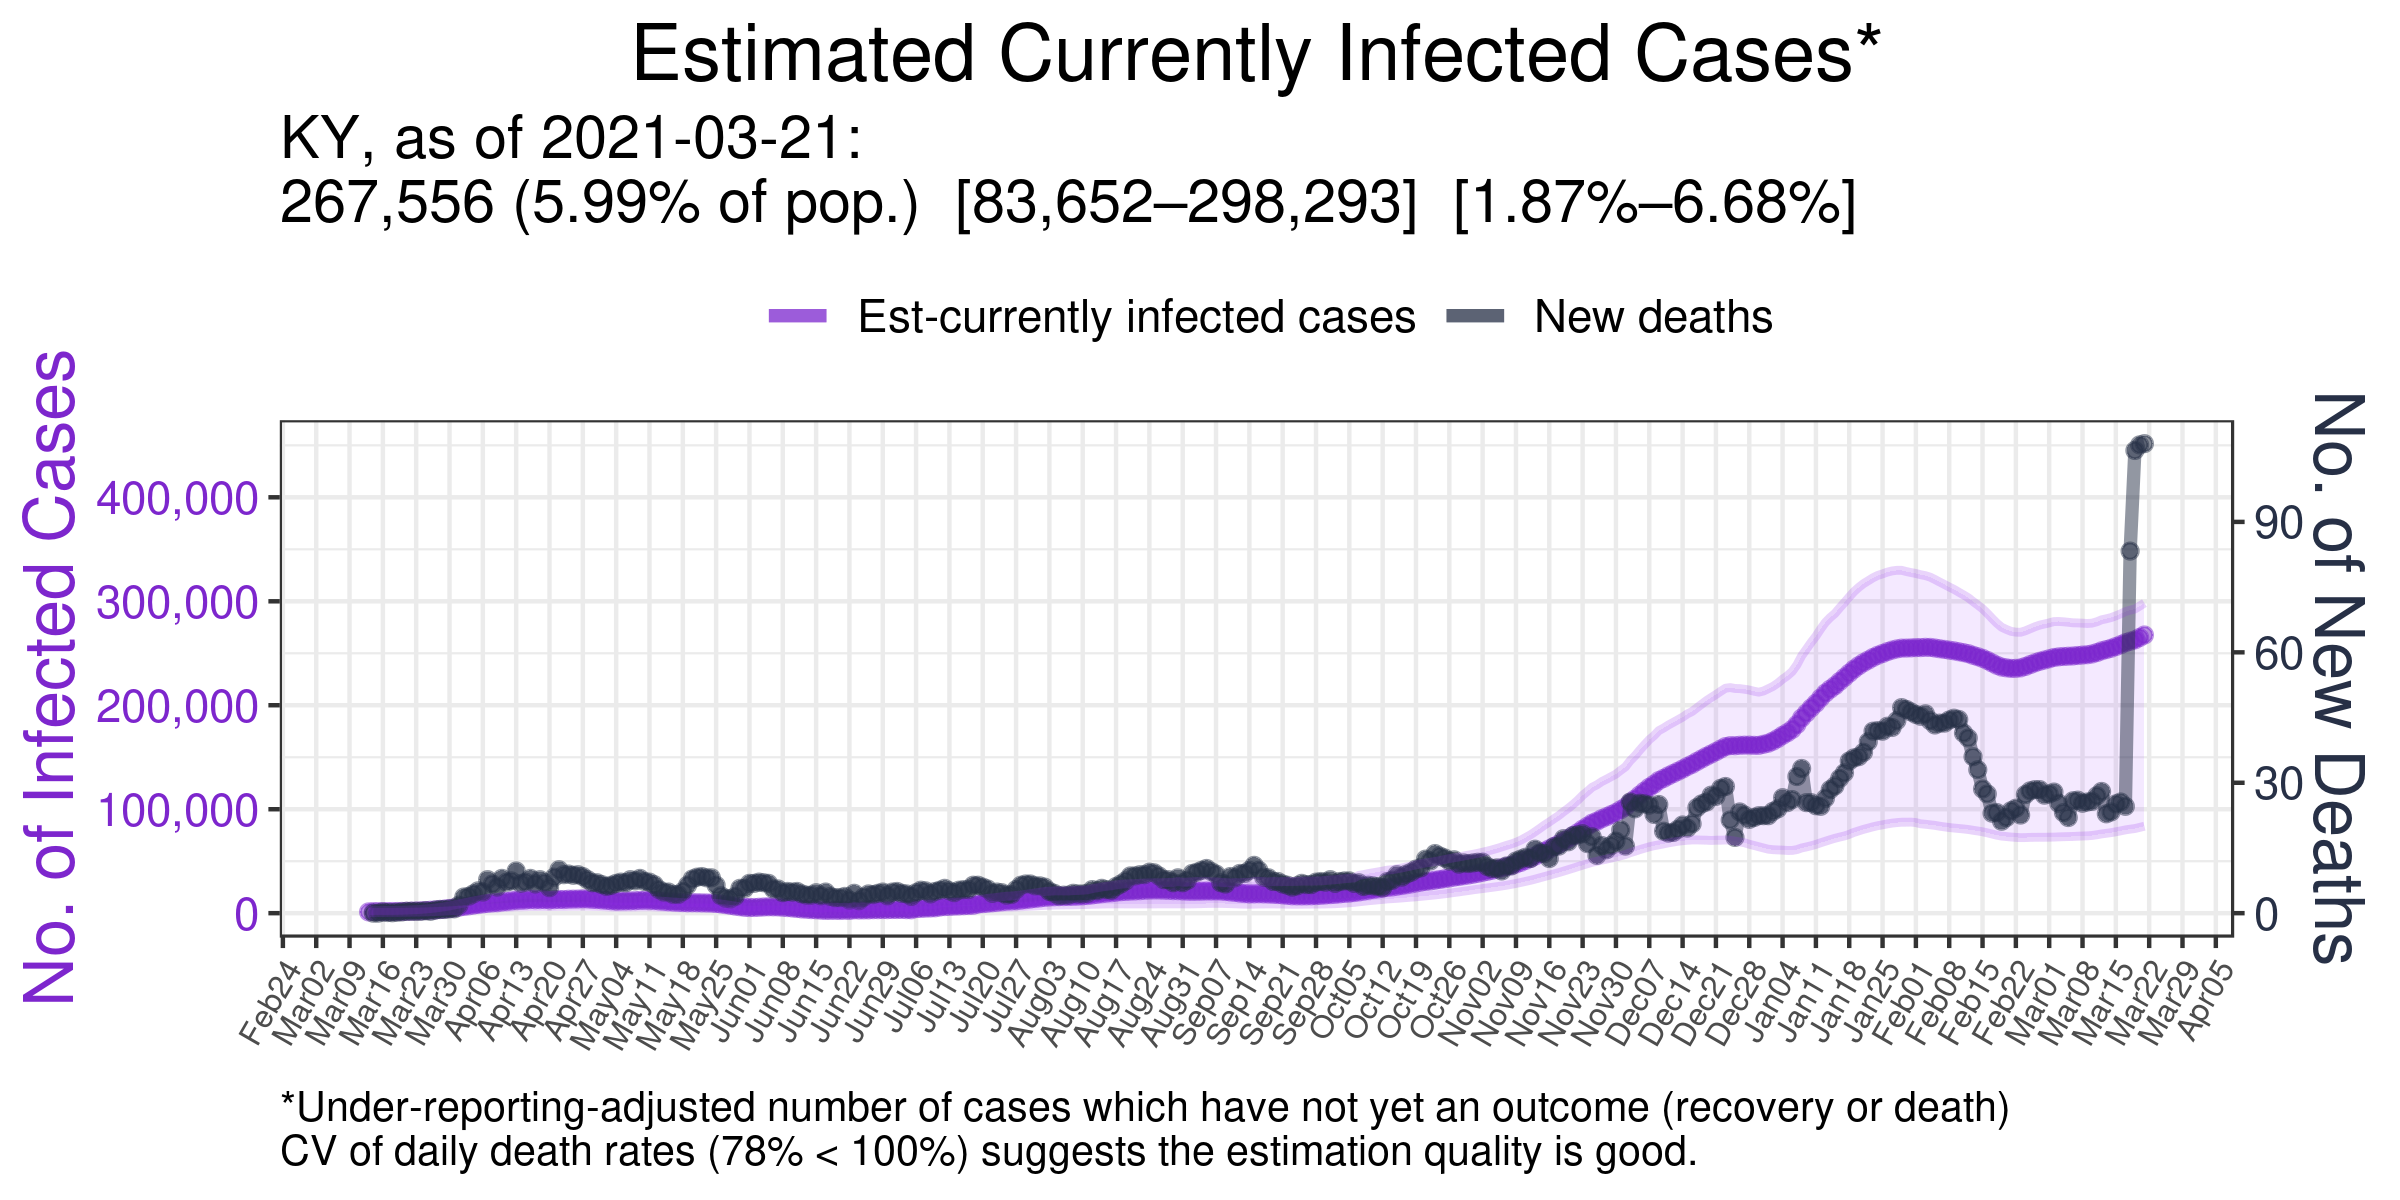 Estimated Currently Infected Cases*
KY, as of 2021-03-21:
267,556 (5.99% of pop.) [83,652–298,293] [1.87%–6.68%]
Est-currently infected cases
New deaths
No. of Infected Cases
400,000
300,000
200,000
100,000
0
No. of New Deaths
90
60
30
0
Feb24
Mar02
Mar09
Mar16
Mar23
Mar30
Apr06
Apr13
Apr20
Apr27
May04
May11
May18
May25
Jun01
Jun08
Jun15
Jun22
Jun29
Jul06
Jul13
Jul20
Jul27
Aug03
Aug10
Aug17
Aug24
Aug31
Sep07
Sep14
Sep21
Sep28
Oct05
Oct12
Oct19
Oct26
Nov02
Nov09
Nov16
Nov23
Nov30
Dec07
Dec14
Dec21
Dec28
Jan04
Jan11
Jan18
Jan25
Feb01
Feb08
Feb15
Feb22
Mar01
Mar08
Mar15
Mar22
Mar29
Apr05
*Under-reporting-adjusted number of cases which have not yet an outcome (recovery or death)
CV of daily death rates (78% < 100%) suggests the estimation quality is good.